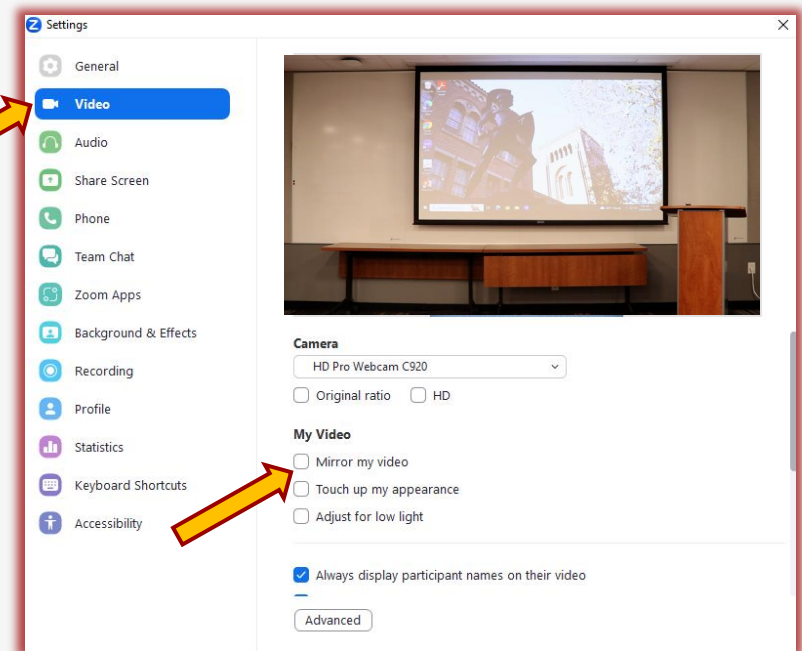 Settings
General
Video
Audio
Share Screen
Phone
Team Chat
Zoom Apps
Background & Effects
Recording
Profile
Statistics
Keyboard Shortcuts
Accessibility
Camera
HD Pro Webcam C920
Original ratio HD
My Video
Mirror my video
Touch up my appearance
Adjust for low light
Always display participant names on their video
Advanced